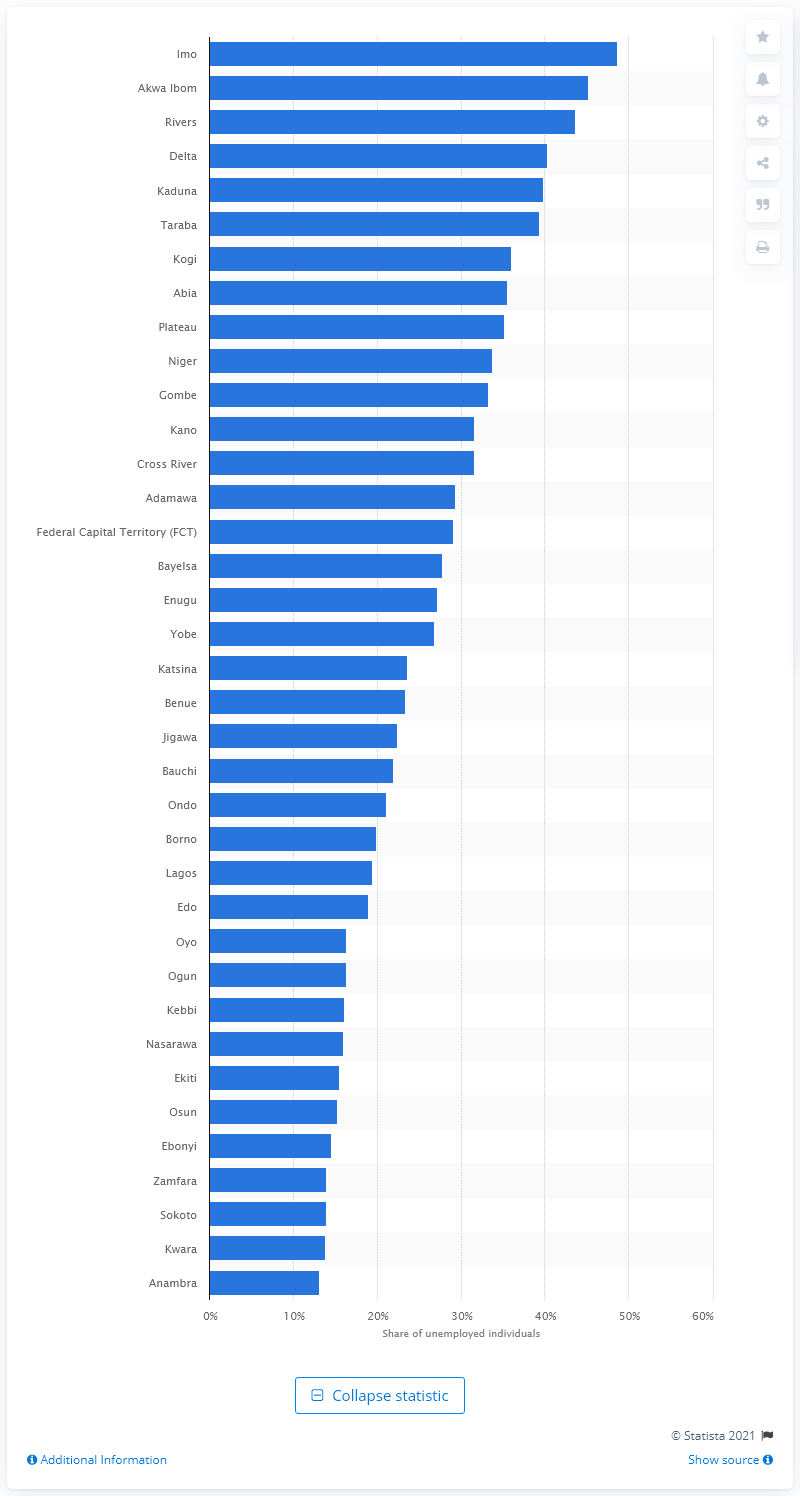 Imo
Akwa Ibom
Rivers
Delta
Kaduna
Taraba
Kogi
Abia
Plateau
Niger
Gombe
Kano
Cross River
Adamawa
Federal Capital Territory (FCT)
Bayelsa
Enugu
Yobe
Katsina
Benue
Jigawa
Bauchi
Ondo
Borno
Lagos
Edo
Oyo
Ogun
Kebbi
Nasarawa
Ekiti
Osun
Ebonyi
Zamfara
Sokoto
Kwara
Anambra
0% 10% 20% 30% 40% 50% 60%
Share of unemployed individuals
Collapse statistic
© Statista 2021
Additional Information Show source